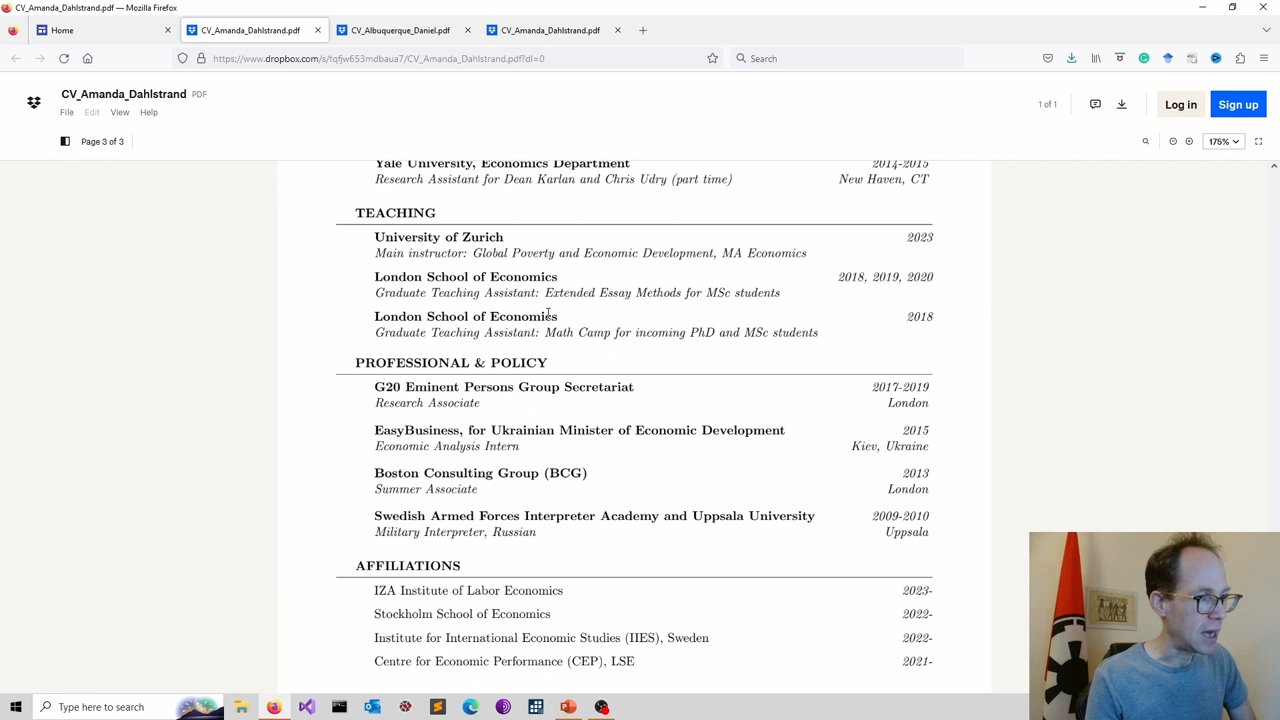 CV_Amanda_Dahlstrand.pdf — Mozilla Firefox
Home
CV_Amanda_Dahlstrand.pdf
CV_Albuquerque_Daniel.pdf
CV_Amanda_Dahlstrand.pdf
https://www.dropbox.com/s/tqfjw653mdbaua7/CV_Amanda_Dahlstrand.pdf?dl=0
Search
CV_Amanda_Dahlstrand PDF
File Edit View Help
1 of 1
Log in
Sign up
Page 3 of 3
175%
Yale University, Economics Department 2014-2015
Research Assistant for Dean Karlan and Chris Udry (part time) New Haven, CT
TEACHING
University of Zurich 2023
Main instructor: Global Poverty and Economic Development, MA Economics
London School of Economics 2018, 2019, 2020
Graduate Teaching Assistant: Extended Essay Methods for MSc students
London School of Economics 2018
Graduate Teaching Assistant: Math Camp for incoming PhD and MSc students
PROFESSIONAL & POLICY
G20 Eminent Persons Group Secretariat 2017-2019
Research Associate London
EasyBusiness, for Ukrainian Minister of Economic Development 2015
Economic Analysis Intern Kiev, Ukraine
Boston Consulting Group (BCG) 2013
Summer Associate London
Swedish Armed Forces Interpreter Academy and Uppsala University 2009-2010
Military Interpreter, Russian Uppsala
AFFILIATIONS
IZA Institute of Labor Economics 2023-
Stockholm School of Economics 2022-
Institute for International Economic Studies (IIES), Sweden 2022-
Centre for Economic Performance (CEP), LSE 2021-
Type here to search